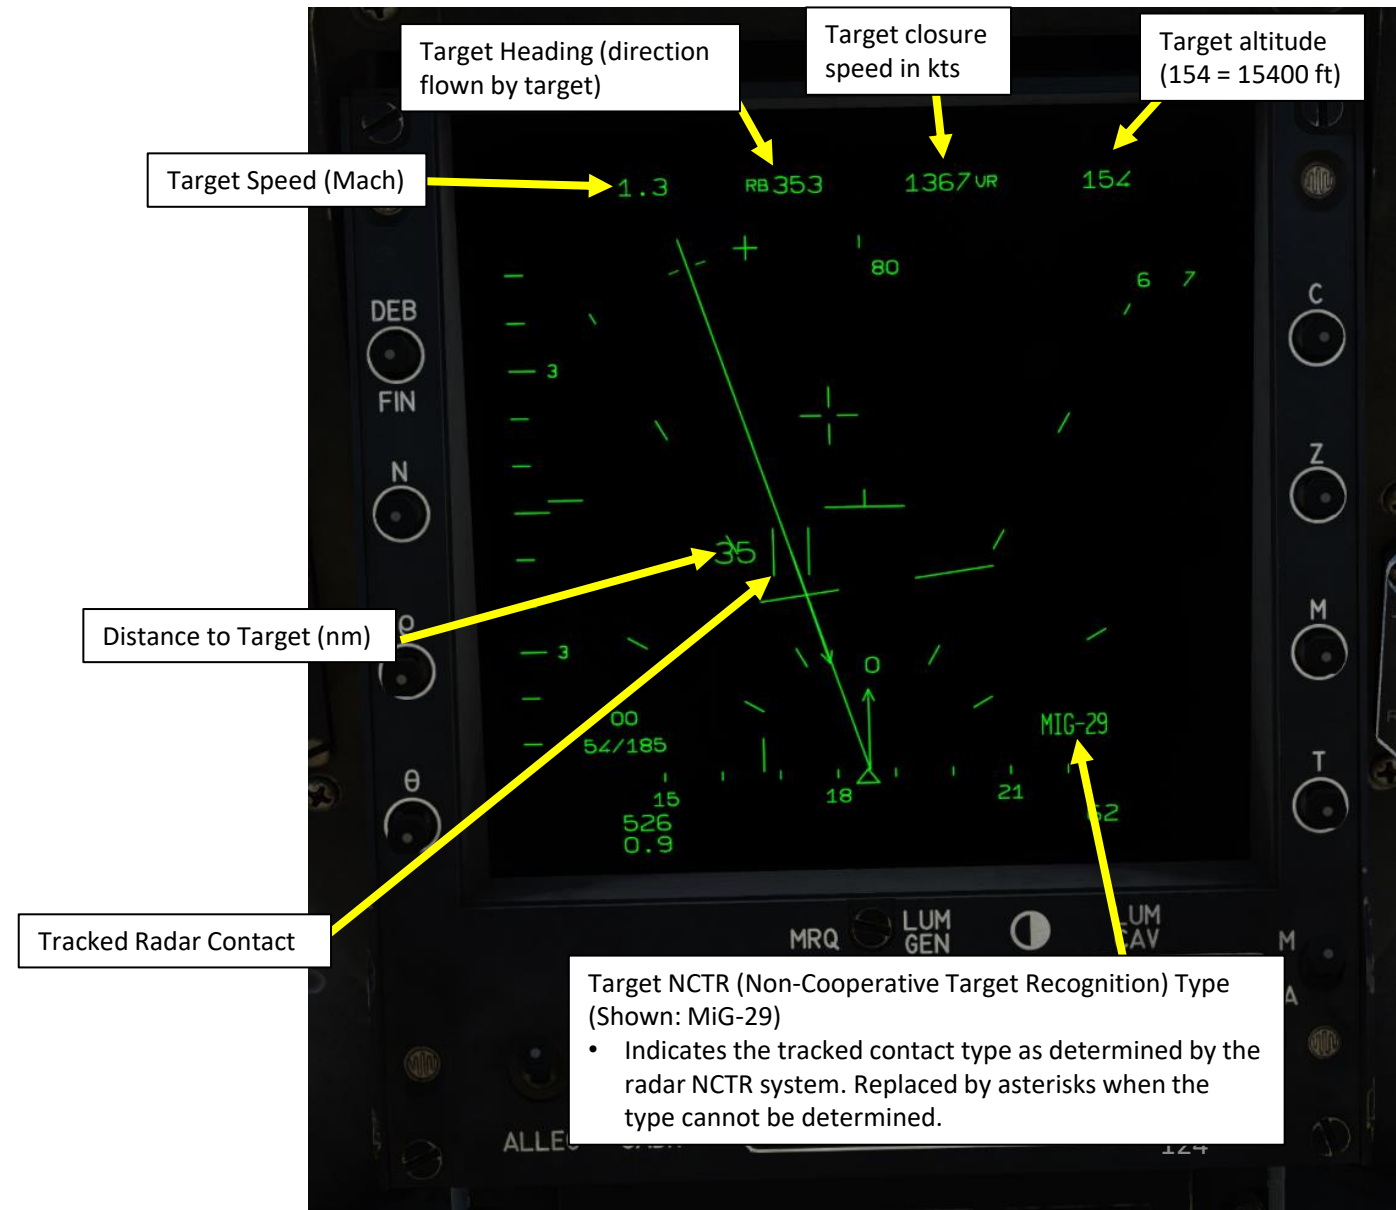 Target Heading (direction
flown by target)
Target closure
speed in kts
Target altitude
(154 = 15400 ft)
Target Speed (Mach)
1.3
RB353
1367VR
154
80
6 7
DEB
FIN
3
N
C
Z
35
Distance to Target (nm)
ρ
M
3
0
00
54/185
MIG-29
θ
T
15
18
21
62
526
0.9
Tracked Radar Contact
MRQ
LUM
GEN
M
Target NCTR (Non-Cooperative Target Recognition) Type
(Shown: MiG-29)
• Indicates the tracked contact type as determined by the
radar NCTR system. Replaced by asterisks when the
type cannot be determined.
124